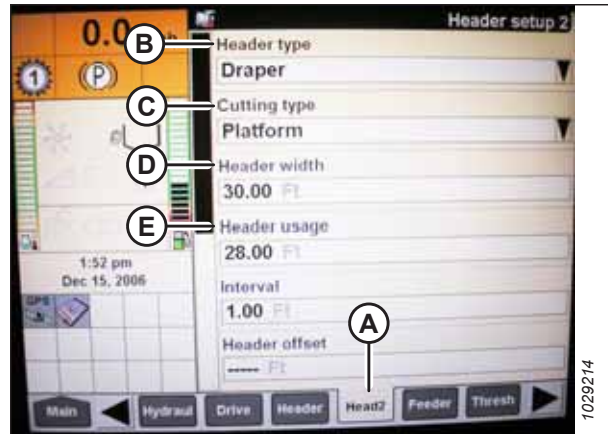 Header setup 2
0.0
h
B
Header type
Draper
1
(P)
C
Cutting type
Platform
D
Header width
30.00 Ft
E
Header usage
28.00 Ft
1:52 pm
Dec 15, 2006
Interval
1.00 Ft
GPS
A
Header offset
----- Ft
Main
Hydraul
Drive
Header
Head2
Feeder
Thresh
1029214